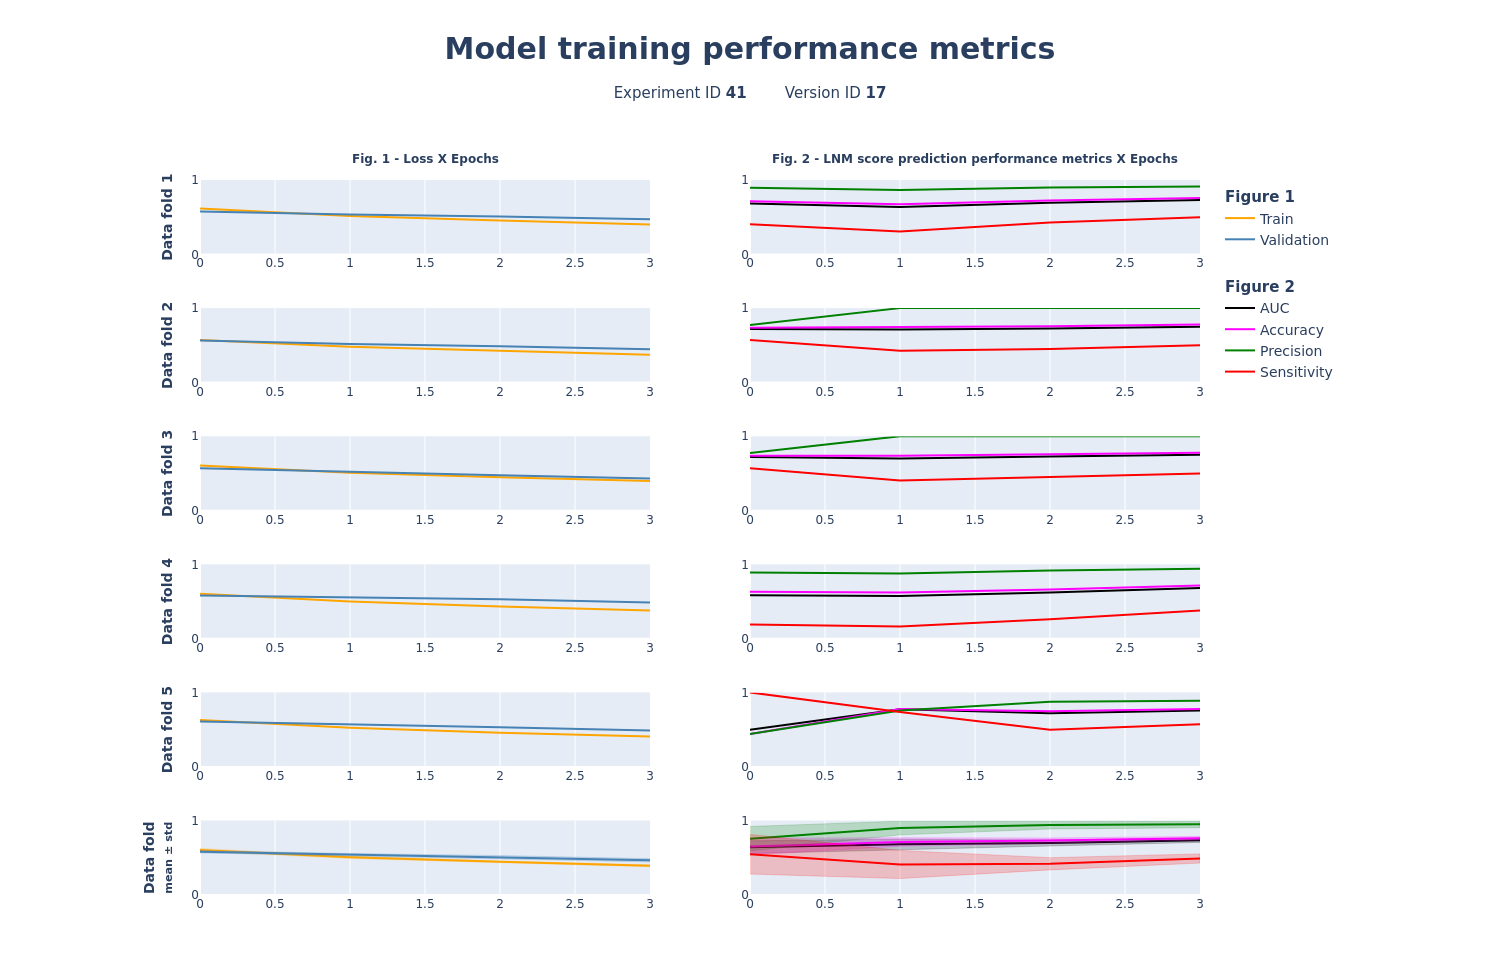 Model training performance metrics
Experiment ID 41 Version ID 17
Fig. 1 - Loss X Epochs
Fig. 2 - LNM score prediction performance metrics X Epochs
Data fold 1
1
0
0 0.5 1 1.5 2 2.5 3
1
0
0 0.5 1 1.5 2 2.5 3
Figure 1
Train
Validation
Figure 2
AUC
Accuracy
Precision
Sensitivity
Data fold 2
1
0
0 0.5 1 1.5 2 2.5 3
1
0
0 0.5 1 1.5 2 2.5 3
Data fold 3
1
0
0 0.5 1 1.5 2 2.5 3
1
0
0 0.5 1 1.5 2 2.5 3
Data fold 4
1
0
0 0.5 1 1.5 2 2.5 3
1
0
0 0.5 1 1.5 2 2.5 3
Data fold 5
1
0
0 0.5 1 1.5 2 2.5 3
1
0
0 0.5 1 1.5 2 2.5 3
Data fold
mean ± std
1
0
0 0.5 1 1.5 2 2.5 3
1
0
0 0.5 1 1.5 2 2.5 3